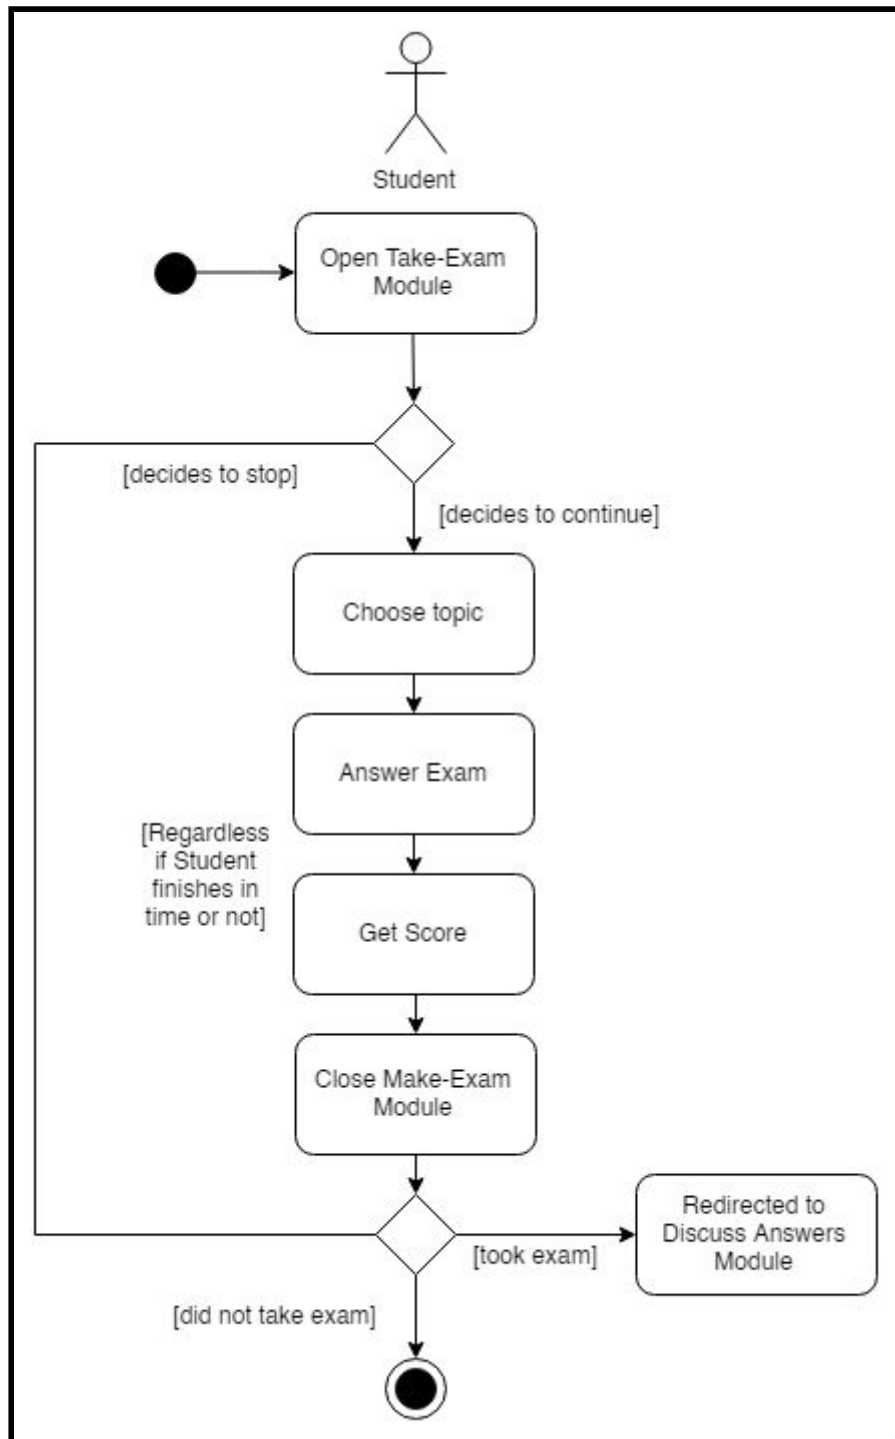 Student
Open Take-Exam
Module
[decides to stop]
[decides to continue]
Choose topic
Answer Exam
[Regardless
if Student
finishes in
time or not]
Get Score
Close Make-Exam
Module
Redirected to
Discuss Answers
Module
[took exam]
[did not take exam]